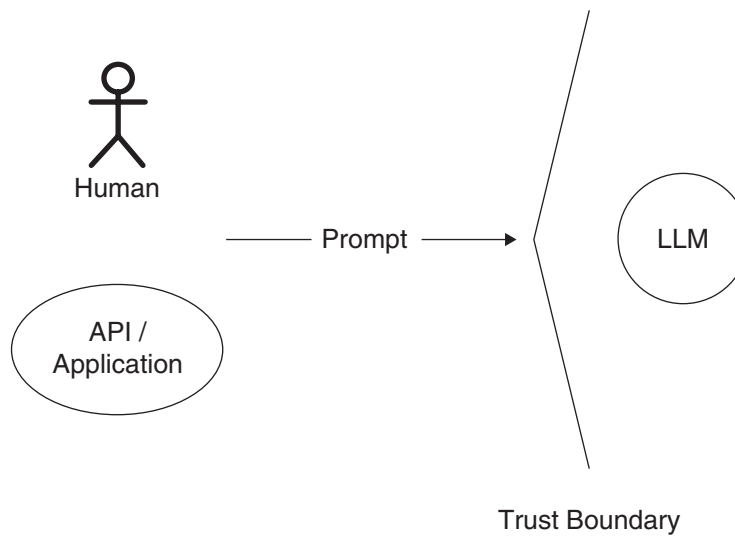 Human
Prompt
LLM
API /
Application
Trust Boundary